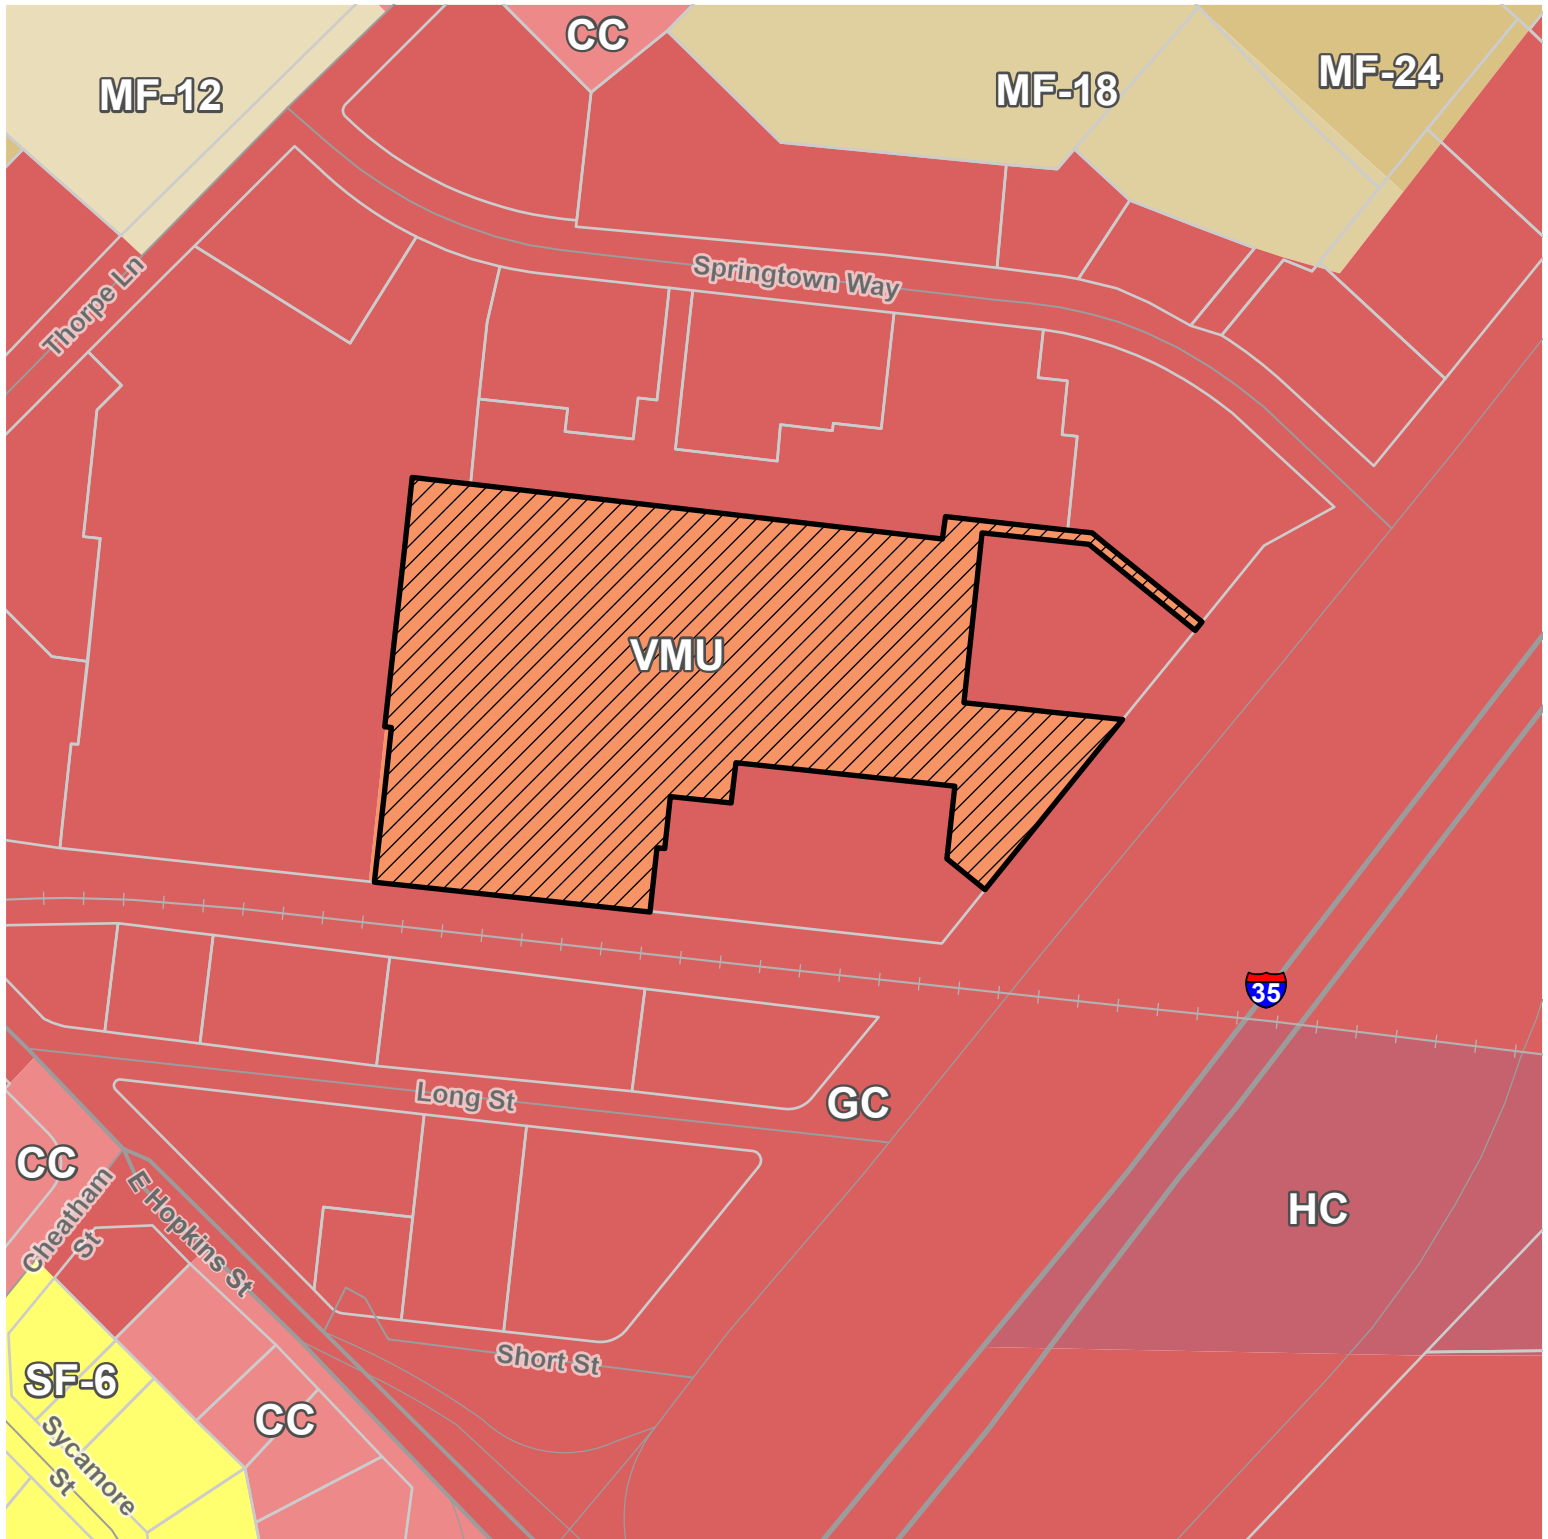 CC
MF-12
MF-18
MF-24
Springtown Way
Thorpe Ln
VMU
35
Long St
GC
CC
Cheatham
St
E Hopkins St
HC
Short St
SF-6
CC
Sycamore
St